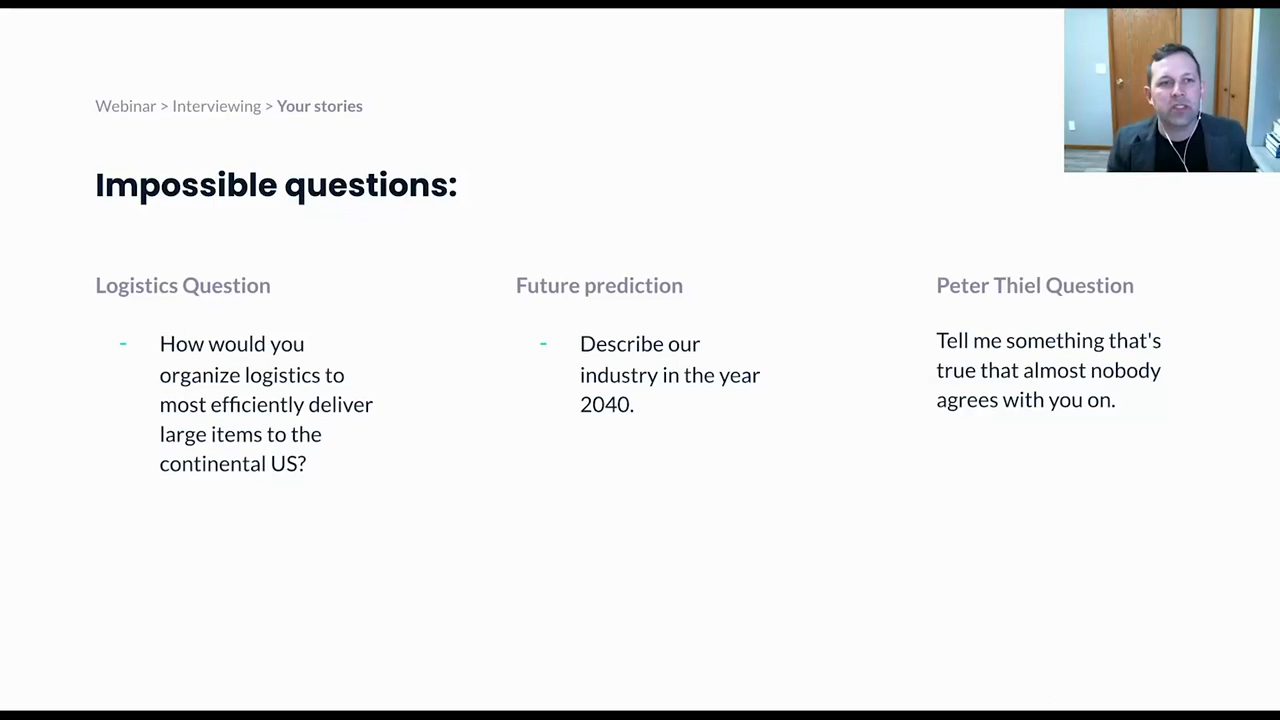 Webinar > Interviewing > Your stories
Impossible questions:
Logistics Question
- How would you
organize logistics to
most efficiently deliver
large items to the
continental US?
Future prediction
- Describe our
industry in the year
2040.
Peter Thiel Question
Tell me something that's
true that almost nobody
agrees with you on.